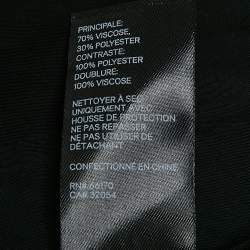 PRINCIPALE:
70% VISCOSE,
30% POLYESTER
CONTRASTE:
100% POLYESTER
DOUBLURE:
100% VISCOSE
NETTOYER À SEC
UNIQUEMENT AVEC
HOUSSE DE PROTECTION
NE PAS REPASSER
NE PAS UTILISER DE
DÉTACHANT
CONFECTIONNÉ EN CHINE
RN# 66170
CA# 32054